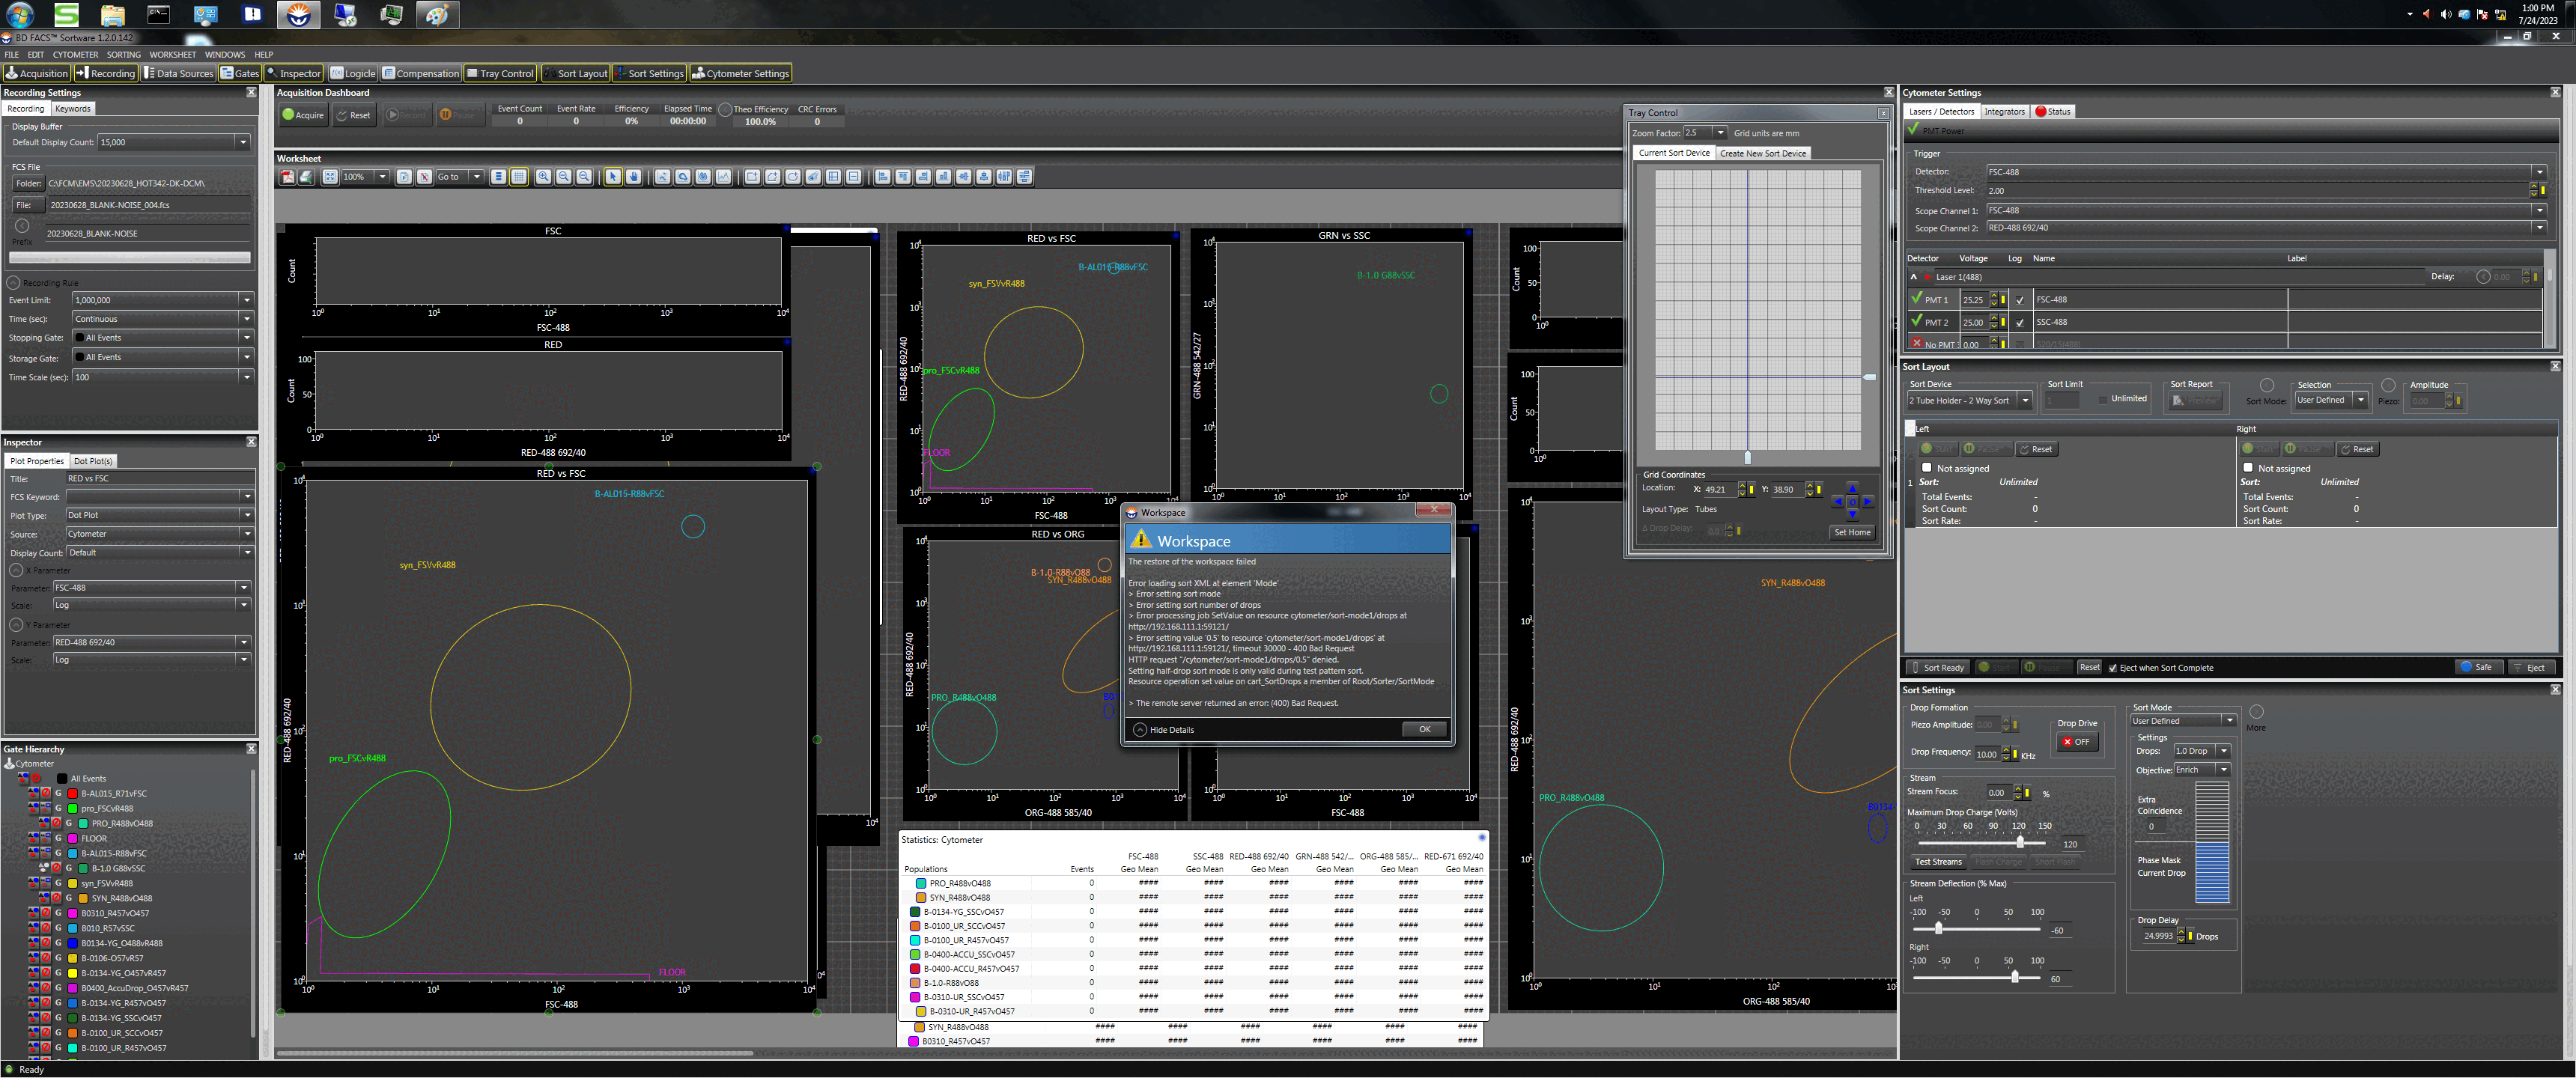 1:00 PM
7/24/2023
BD FACS™ Sortware 1.2.0.142
FILE EDIT CYTOMETER SORTING WORKSHEET WINDOWS HELP
Acquisition Recording Data Sources Gates Inspector Logicle Compensation Tray Control Sort Layout Sort Settings Cytometer Settings
Recording Settings
Recording Keywords
Display Buffer
Default Display Count: 15,000
FCS File
Folder: C:\FCM\EMS\20230628_HOT342-DK-DCM\
File: 20230628_BLANK-NOISE_004.fcs
20230628_BLANK-NOISE
Prefix
Recording Rule
Event Limit: 1,000,000
Time (sec): Continuous
Stopping Gate: All Events
Storage Gate: All Events
Time Scale (sec): 100
Inspector
Plot Properties Dot Plot(s)
Title: RED vs FSC
FCS Keyword:
Plot Type: Dot Plot
Source: Cytometer
Display Count: Default
X Parameter
Parameter: FSC-488
Scale: Log
Y Parameter
Parameter: RED-488 692/40
Scale: Log
Gate Hierarchy
Cytometer
All Events
G B-AL015_R71vFSC
G pro_FSCvR488
G PRO_R488vO488
G FLOOR
G B-AL015-R88vFSC
G B-1.0 G88vSSC
G syn_FSVvR488
G SYN_R488vO488
G B0310_R457vO457
G B010_R57vSSC
G B0134-YG_O488vR488
G B-0106-O57vR57
G B-0134-YG_O457vR457
G B0400_AccuDrop_O457vR457
G B-0134-YG_R457vO457
G B-0134-YG_SSCvO457
G B-0100_UR_SCCvO457
G B-0100_UR_R457vO457
Ready
Acquisition Dashboard
Acquire Reset Record Pause
Event Count Event Rate Efficiency Elapsed Time Theo Efficiency CRC Errors
0 0 0% 00:00:00 100.0% 0
Worksheet
100% Go to
FSC
Count
FSC-488
RED
Count
100
50
0
RED-488 692/40
RED vs FSC
B-AL015-R88vFSC
syn_FSVvR488
pro_FSCvR488
FLOOR
RED-488 692/40
FSC-488
RED vs FSC
B-AL015-R88vFSC
syn_FSVvR488
pro_FSCvR488
FLOOR
RED-488 692/40
FSC-488
GRN vs SSC
B-1.0 G88vSSC
GRN-488 542/27
RED vs ORG
B-1.0-R88vO88
SYN_R488vO488
PRO_R488vO488
RED-488 692/40
ORG-488 585/40
FSC-488
Count
100
50
0
Count
100
50
0
SYN_R488vO488
PRO_R488vO488
B0134
RED-488 692/40
ORG-488 585/40
Workspace
Workspace
The restore of the workspace failed
Error loading sort XML at element 'Mode'
> Error setting sort mode
> Error setting sort number of drops
> Error processing job SetValue on resource cytometer/sort-mode1/drops at
http://192.168.111.1:59121/
> Error setting value '0.5' to resource 'cytometer/sort-mode1/drops' at
http://192.168.111.1:59121/, timeout 30000 - 400 Bad Request
HTTP request "/cytometer/sort-mode1/drops/0.5" denied.
Setting half-drop sort mode is only valid during test pattern sort.
Resource operation set value on cart_SortDrops a member of Root/Sorter/SortMode
> The remote server returned an error: (400) Bad Request.
Hide Details OK
Statistics: Cytometer
FSC-488 SSC-488 RED-488 692/40 GRN-488 542/... ORG-488 585/... RED-671 692/40
Populations Events Geo Mean Geo Mean Geo Mean Geo Mean Geo Mean Geo Mean
PRO_R488vO488 0 #### #### #### #### #### ####
SYN_R488vO488 0 #### #### #### #### #### ####
B-0134-YG_SSCvO457 0 #### #### #### #### #### ####
B-0100_UR_SCCvO457 0 #### #### #### #### #### ####
B-0100_UR_R457vO457 0 #### #### #### #### #### ####
B-0400-ACCU_SSCvO457 0 #### #### #### #### #### ####
B-0400-ACCU_R457vO457 0 #### #### #### #### #### ####
B-1.0-R88vO88 0 #### #### #### #### #### ####
B-0310-UR_SSCvO457 0 #### #### #### #### #### ####
B-0310-UR_R457vO457 0 #### #### #### #### #### ####
SYN_R488vO488 #### #### #### #### #### ####
B0310_R457vO457 #### #### #### #### #### ####
Tray Control
Zoom Factor: 2.5 Grid units are mm
Current Sort Device Create New Sort Device
Grid Coordinates
Location: X: 49.21 Y: 38.90
Layout Type: Tubes
Δ Drop Delay: 0.0
Set Home
Cytometer Settings
Lasers / Detectors Integrators Status
PMT Power
Trigger
Detector: FSC-488
Threshold Level: 2.00
Scope Channel 1: FSC-488
Scope Channel 2: RED-488 692/40
Detector Voltage Log Name Label
Laser 1(488) Delay: 0.00
PMT 1 25.25 FSC-488
PMT 2 25.00 SSC-488
No PMT 0.00 520/15(488)
Sort Layout
Sort Device Sort Limit Sort Report Selection Amplitude
2 Tube Holder - 2 Way Sort 1 Unlimited Sort Mode: User Defined Piezo: 0.00
Left Right
Start Pause Reset Start Pause Reset
Not assigned Not assigned
1 Sort: Unlimited Sort: Unlimited
Total Events: - Total Events: -
Sort Count: 0 Sort Count: 0
Sort Rate: - Sort Rate: -
Sort Ready Start Pause Reset Eject when Sort Complete Safe Eject
Sort Settings
Drop Formation
Piezo Amplitude: 0.00
Drop Drive
OFF
Drop Frequency: 10.00 KHz
Stream
Stream Focus: 0.00 %
Maximum Drop Charge (Volts)
0 30 60 90 120 150
120
Test Streams Flash Charge Short Flash
Stream Deflection (% Max)
Left
-100 -50 0 50 100
-60
Right
-100 -50 0 50 100
60
Sort Mode
User Defined
More
Settings
Drops: 1.0 Drop
Objective: Enrich
Extra
Coincidence
0
Phase Mask
Current Drop
Drop Delay
24.9993 Drops